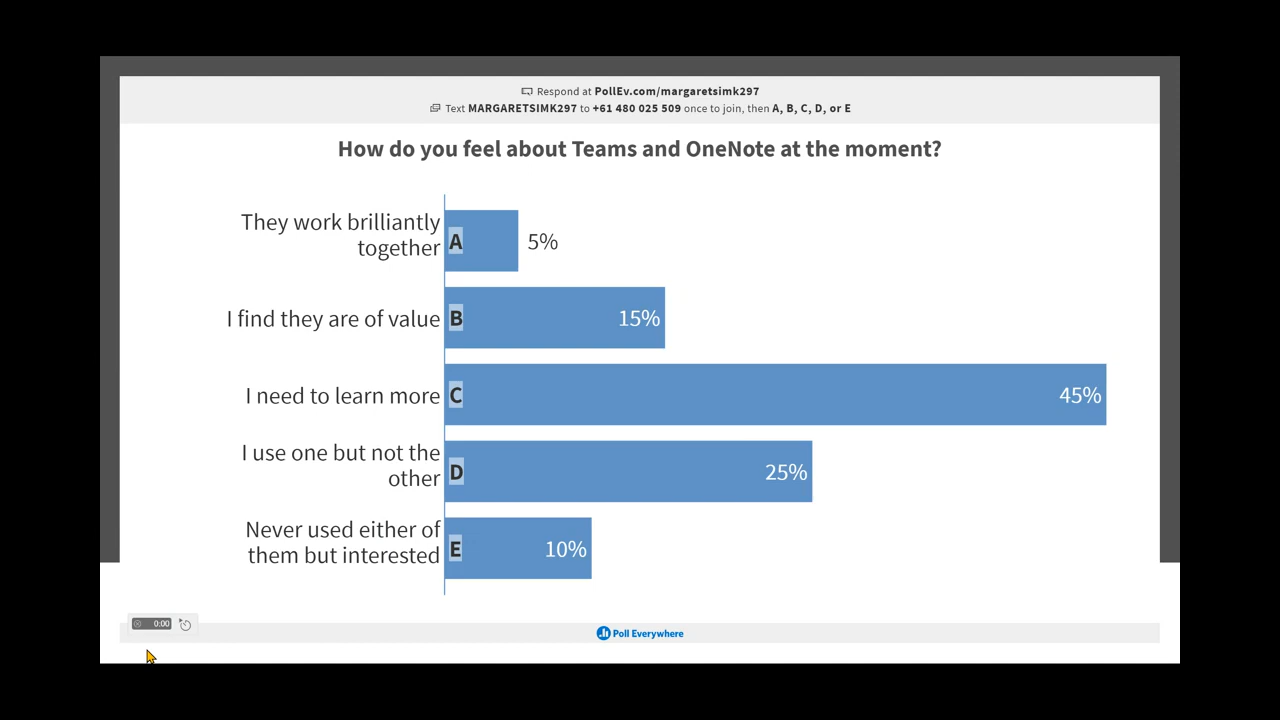 Respond at PollEv.com/margaretsimk297
Text MARGARETSIMK297 to +61 480 025 509 once to join, then A, B, C, D, or E
How do you feel about Teams and OneNote at the moment?
They work brilliantly
together
A
5%
I find they are of value
B
15%
I need to learn more
C
45%
I use one but not the
other
D
25%
Never used either of
them but interested
E
10%
0:00
Poll Everywhere